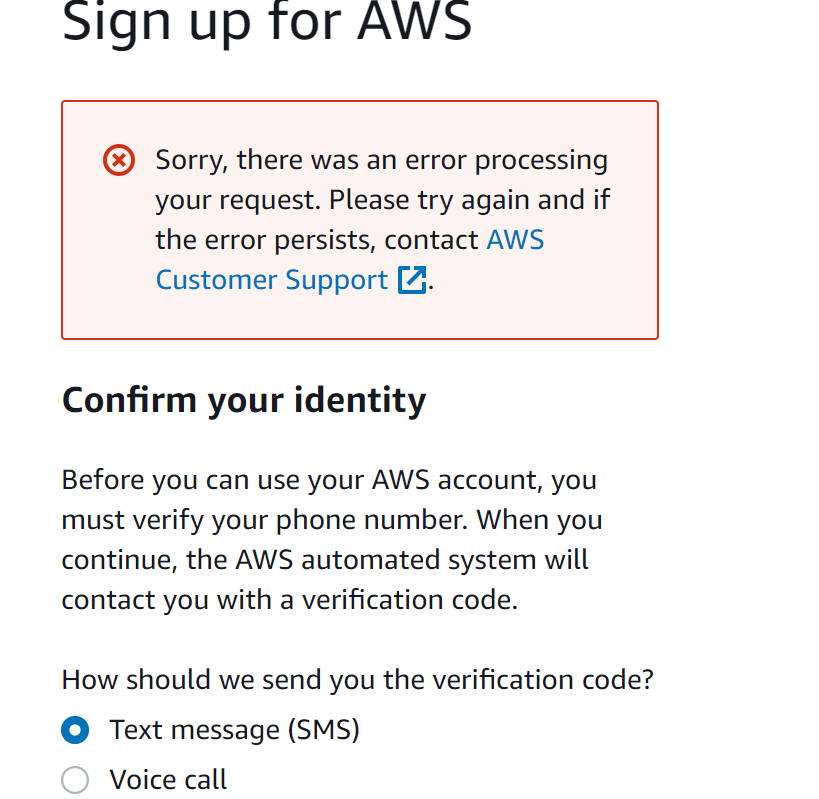 Sign up for AWS
Sorry, there was an error processing
your request. Please try again and if
the error persists, contact AWS
Customer Support.
Confirm your identity
Before you can use your AWS account, you
must verify your phone number. When you
continue, the AWS automated system will
contact you with a verification code.
How should we send you the verification code?
Text message (SMS)
Voice call